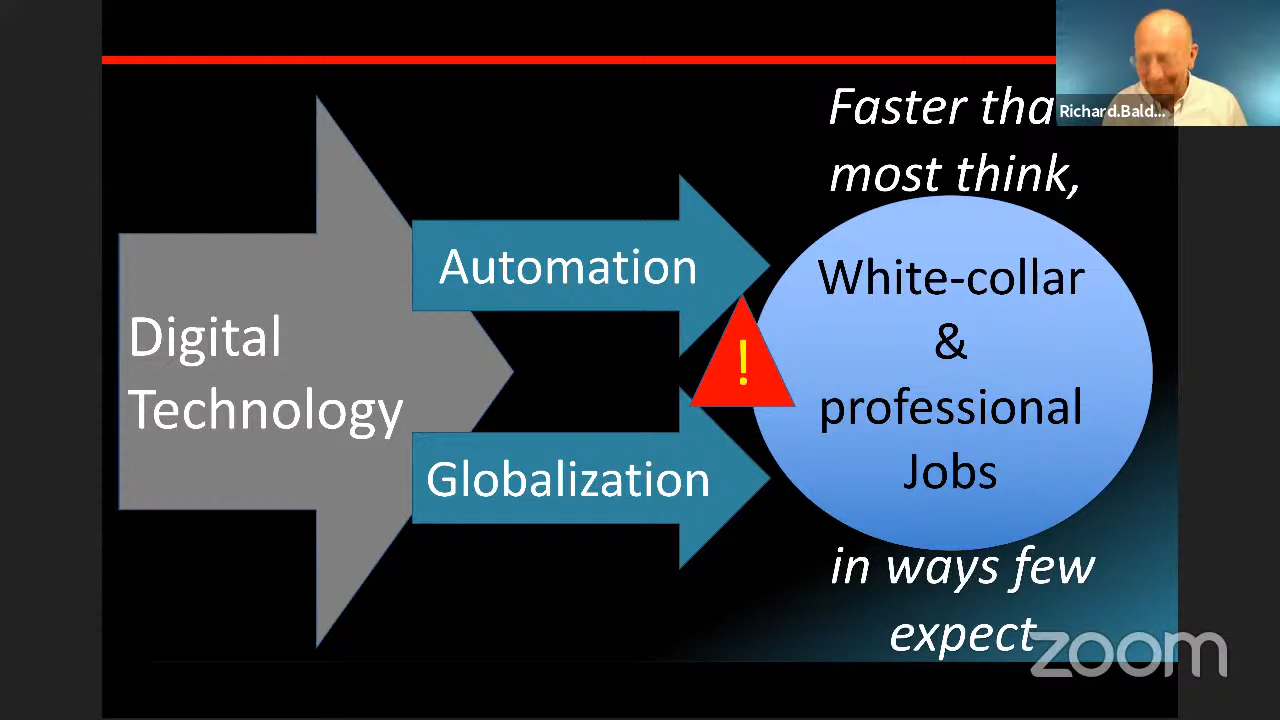 Faster tha
most think,
Richard.Bald...
Automation
White-collar
&
professional
Jobs
!
Digital
Technology
Globalization
in ways few
expect
zoom